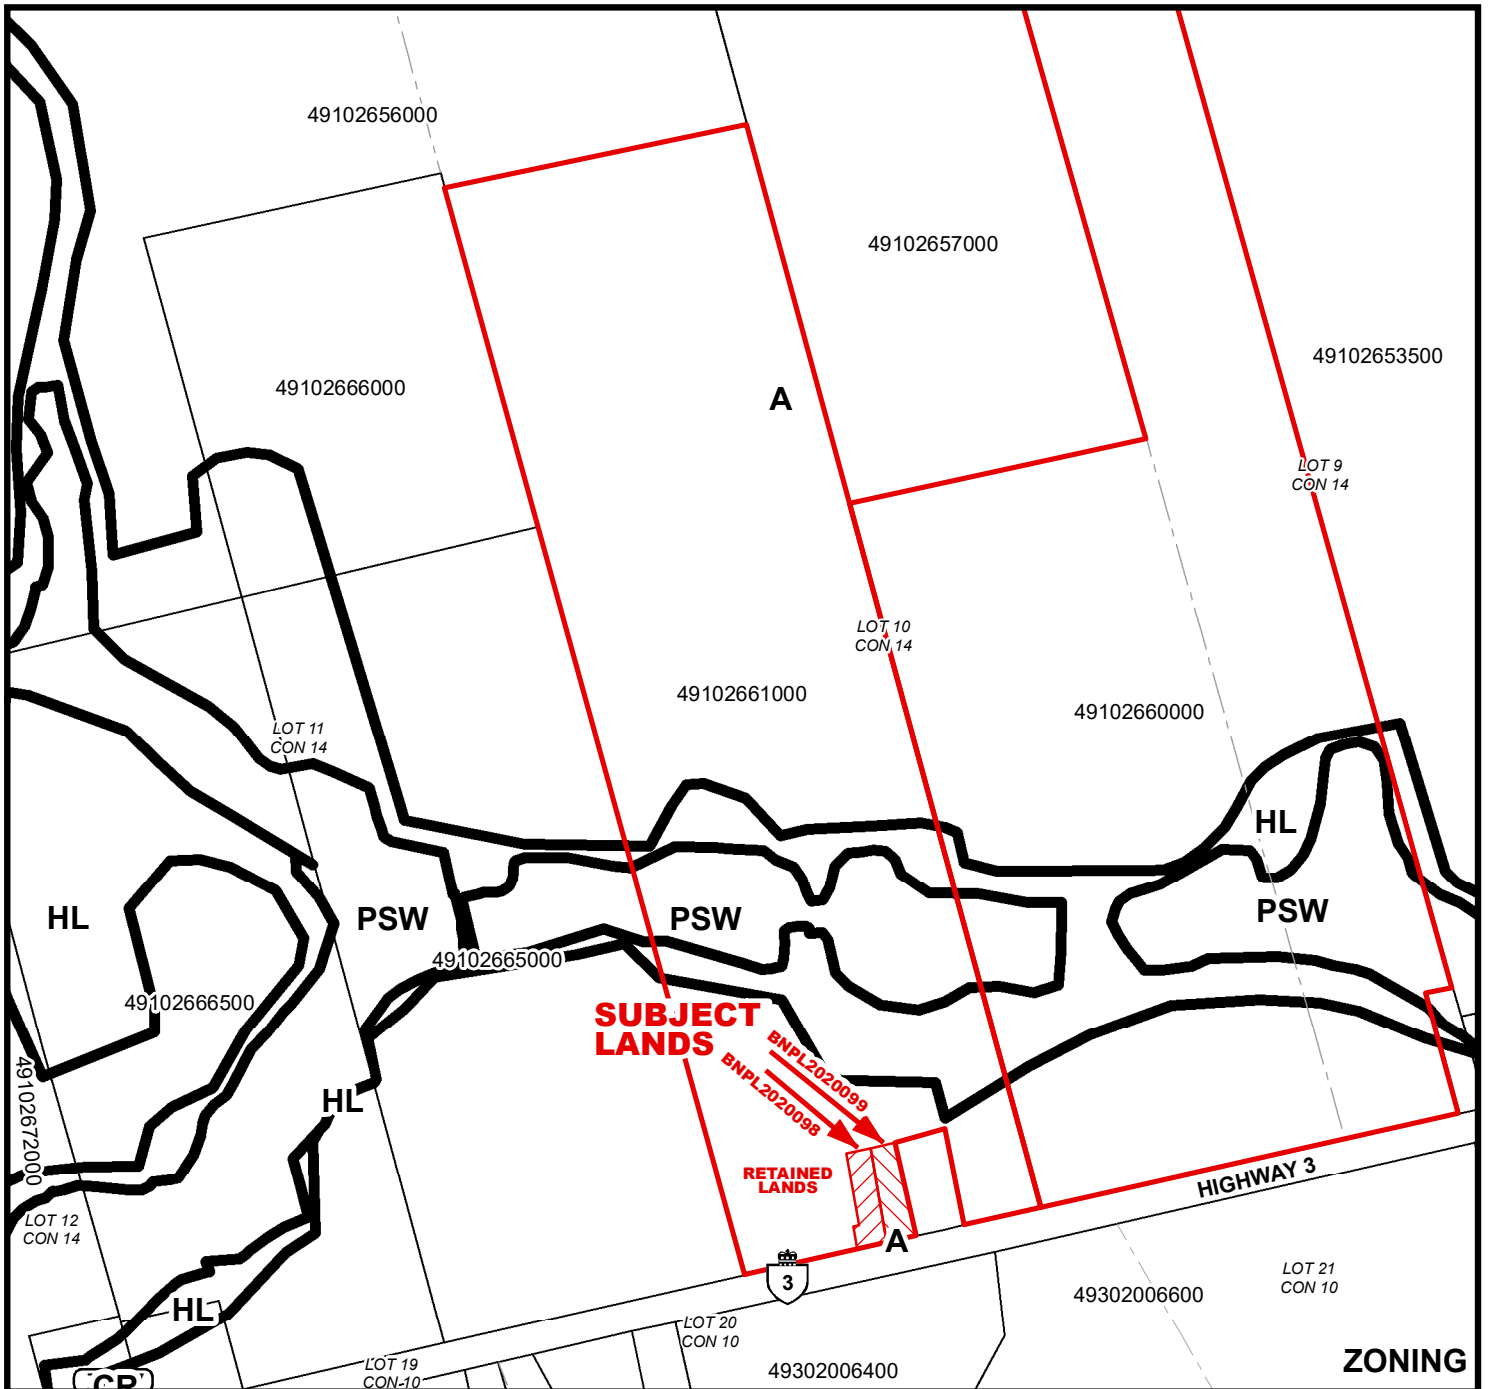 49102656000
49102657000
49102653500
49102666000
A
LOT 9
CON 14
LOT 10
CON 14
49102661000
49102660000
LOT 11
CON 14
HL
HL
PSW
PSW
PSW
49102665000
49102666500
SUBJECT
LANDS
BNPL2020099
BNPL2020098
49102672000
HL
RETAINED
LANDS
HIGHWAY 3
LOT 12
CON 14
A
3
LOT 21
CON 10
49302006600
HL
LOT 20
CON 10
ZONING
LOT 19
CON 10
49302006400
CR